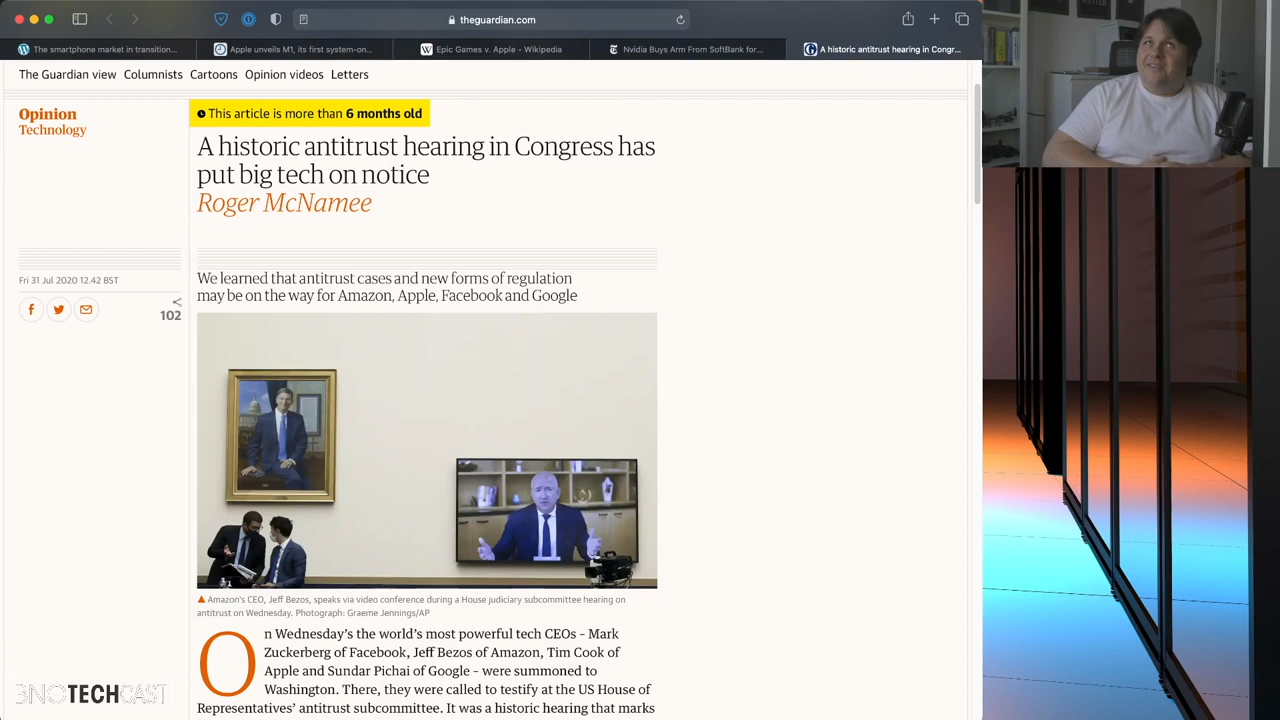 theguardian.com
The smartphone market in transition...
Apple unveils M1, its first system-on...
Epic Games v. Apple - Wikipedia
Nvidia Buys Arm From SoftBank for...
A historic antitrust hearing in Congr...
The Guardian view Columnists Cartoons Opinion videos Letters
Opinion
Technology
This article is more than 6 months old
A historic antitrust hearing in Congress has
put big tech on notice
Roger McNamee
Fri 31 Jul 2020 12.42 BST
102
We learned that antitrust cases and new forms of regulation
may be on the way for Amazon, Apple, Facebook and Google
Amazon's CEO, Jeff Bezos, speaks via video conference during a House judiciary subcommittee hearing on
antitrust on Wednesday. Photograph: Graeme Jennings/AP
On Wednesday's the world's most powerful tech CEOs – Mark
Zuckerberg of Facebook, Jeff Bezos of Amazon, Tim Cook of
Apple and Sundar Pichai of Google – were summoned to
Washington. There, they were called to testify at the US House of
Representatives' antitrust subcommittee. It was a historic hearing that marks
TECHCAST